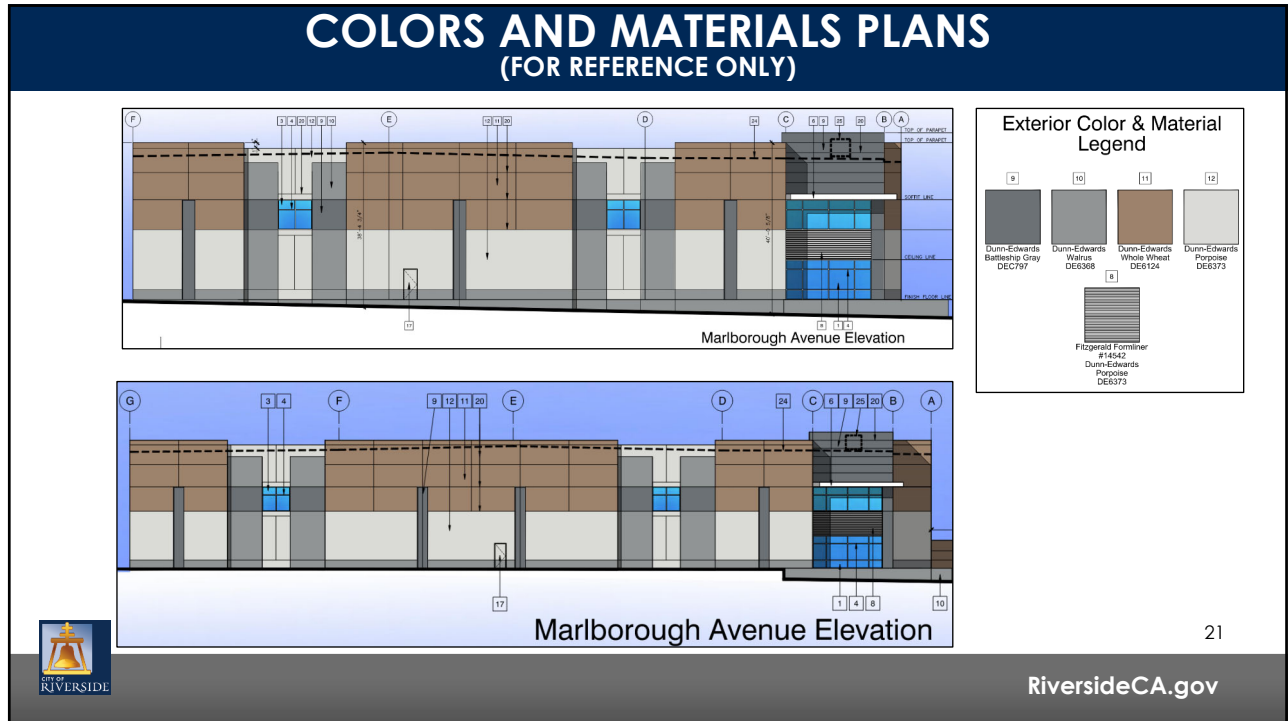 COLORS AND MATERIALS PLANS
(FOR REFERENCE ONLY)
F 3 4 20 12 9 10 E 12 11 20 D 24 C 6 9 25 20 B A
TOP OF PARAPET
TOP OF PARAPET
SOFFIT LINE
CEILING LINE
FINISH FLOOR LINE
17
8 1 4
Marlborough Avenue Elevation
Exterior Color & Material
Legend
9 10 11 12
Dunn-Edwards
Battleship Gray
DEC797
Dunn-Edwards
Walrus
DE6368
Dunn-Edwards
Whole Wheat
DE6124
Dunn-Edwards
Porpoise
DE6373
8
Fitzgerald Formliner
#14542
Dunn-Edwards
Porpoise
DE6373
G 3 4 F 9 12 11 20 E D 24 C 6 9 25 20 B A
17
1 4 8
10
Marlborough Avenue Elevation
21
CITY OF
RIVERSIDE
RiversideCA.gov